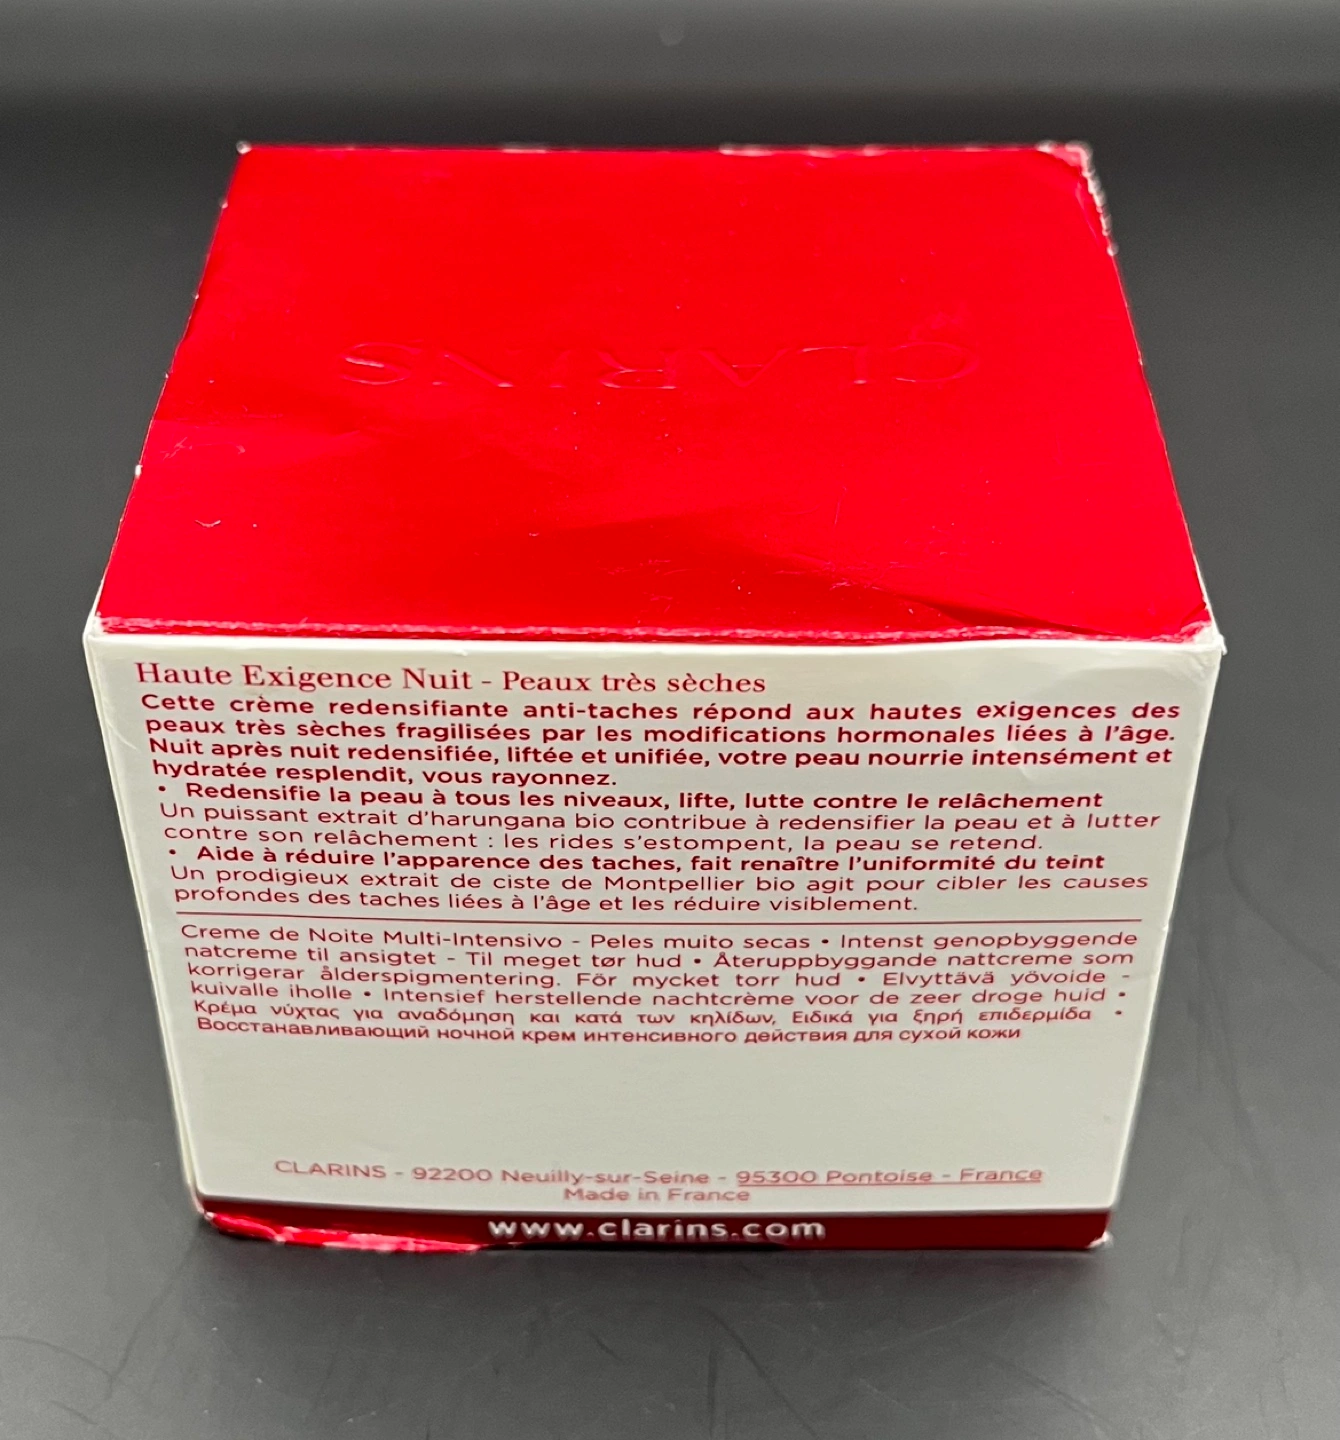 CLARINS
Haute Exigence Nuit - Peaux très sèches
Cette crème redensifiante anti-taches répond aux hautes exigences des
peaux très sèches fragilisées par les modifications hormonales liées à l'âge.
Nuit après nuit redensifiée, liftée et unifiée, votre peau nourrie intensément et
hydratée resplendit, vous rayonnez.
• Redensifie la peau à tous les niveaux, lifte, lutte contre le relâchement
Un puissant extrait d'harungana bio contribue à redensifier la peau et à lutter
contre son relâchement : les rides s'estompent, la peau se retend.
• Aide à réduire l'apparence des taches, fait renaître l'uniformité du teint
Un prodigieux extrait de ciste de Montpellier bio agit pour cibler les causes
profondes des taches liées à l'âge et les réduire visiblement.
Creme de Noite Multi-Intensivo - Peles muito secas • Intenst genopbyggende
natcreme til ansigtet - Til meget tør hud • Återuppbyggande nattcreme som
korrigerar ålderspigmentering. För mycket torr hud • Elvyttävä yövoide -
kuivalle iholle • Intensief herstellende nachtcrème voor de zeer droge huid •
Κρέμα νύχτας για αναδόμηση και κατά των κηλίδων, Ειδικά για ξηρή επιδερμίδα •
Восстанавливающий ночной крем интенсивного действия для сухой кожи
CLARINS - 92200 Neuilly-sur-Seine - 95300 Pontoise - France
Made in France
www.clarins.com